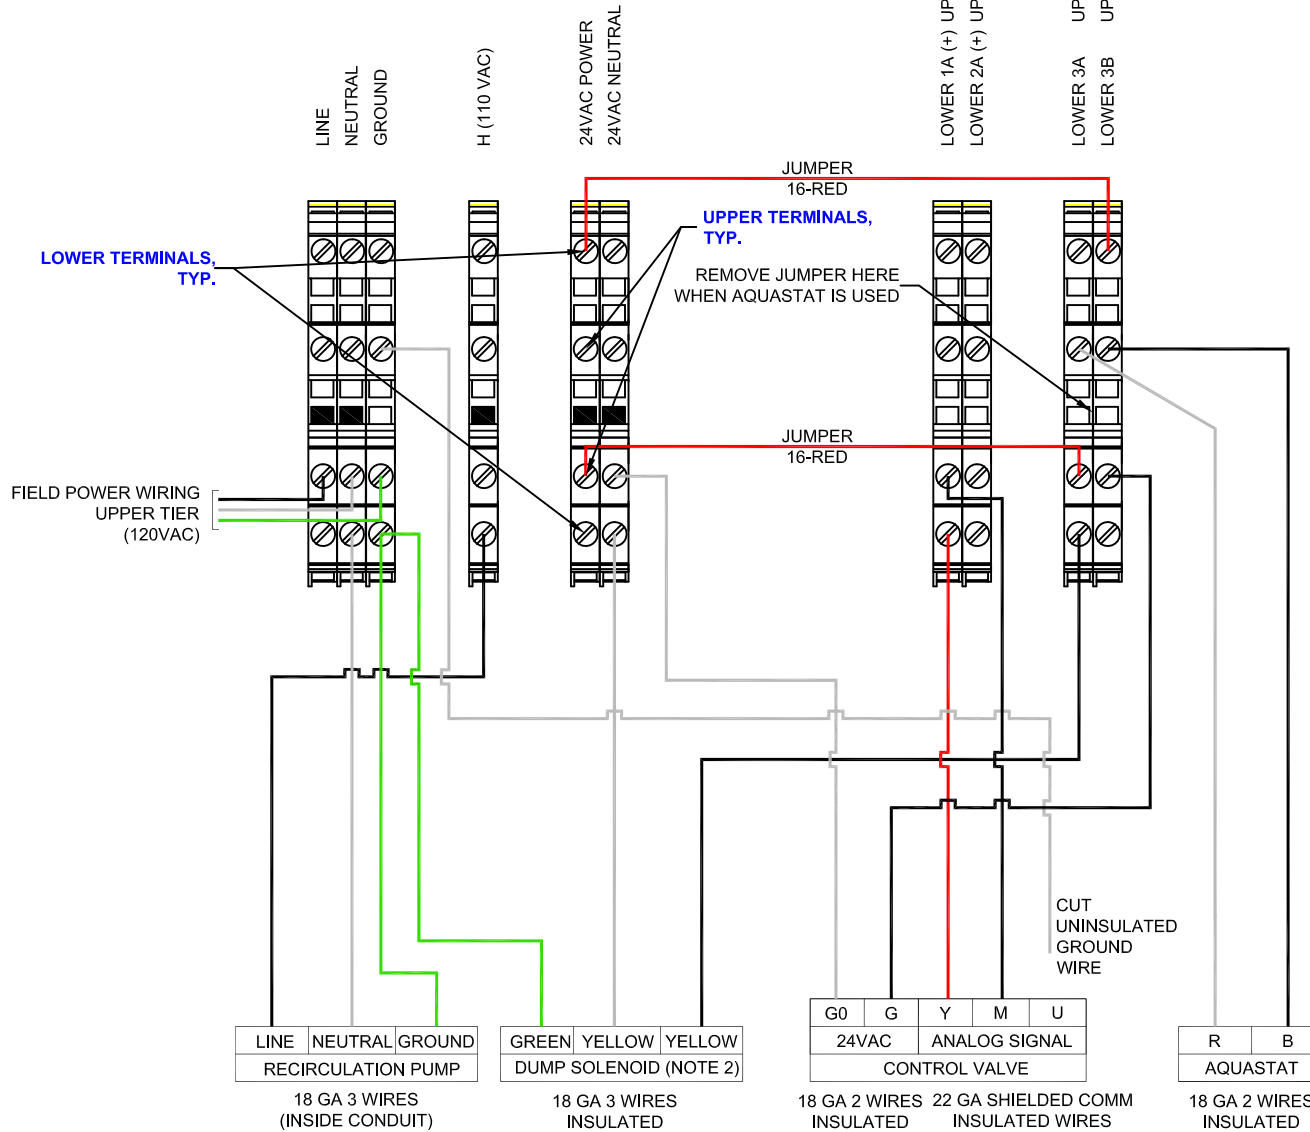 LINE
NEUTRAL
GROUND
H (110 VAC)
24VAC POWER
24VAC NEUTRAL
LOWER 1A (+) UP
LOWER 2A (+) UP
LOWER 3A UP
LOWER 3B UP
JUMPER
16-RED
UPPER TERMINALS,
TYP.
LOWER TERMINALS,
TYP.
REMOVE JUMPER HERE
WHEN AQUASTAT IS USED
JUMPER
16-RED
FIELD POWER WIRING
UPPER TIER
(120VAC)
CUT
UNINSULATED
GROUND
WIRE
LINE NEUTRAL GROUND
RECIRCULATION PUMP
18 GA 3 WIRES
(INSIDE CONDUIT)
GREEN YELLOW YELLOW
DUMP SOLENOID (NOTE 2)
18 GA 3 WIRES
INSULATED
G0 G Y M U
24VAC ANALOG SIGNAL
CONTROL VALVE
18 GA 2 WIRES
INSULATED
22 GA SHIELDED COMM
INSULATED WIRES
R B
AQUASTAT
18 GA 2 WIRES
INSULATED